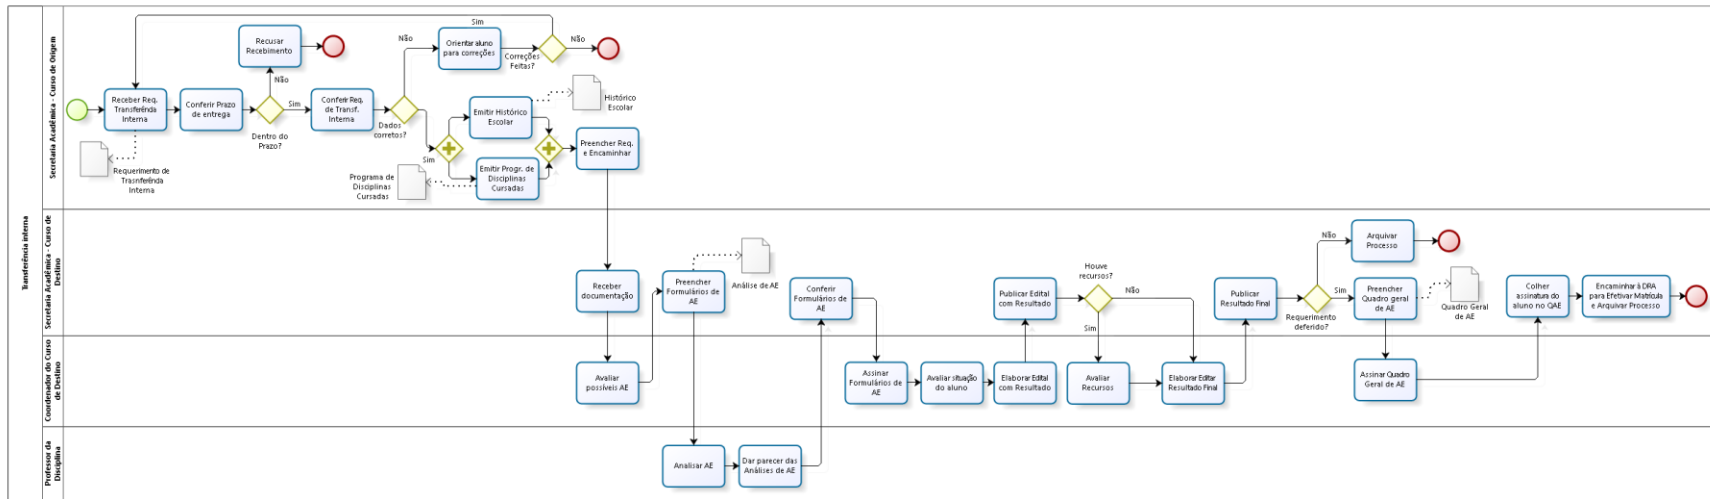 Transferência interna
Secretaria Acadêmica - Curso de Origem
Sim
Recusar
Recebimento
Não
Orientar aluno
para correções
Correções
Feitas?
Não
Não
Receber Req.
Transferência
Interna
Conferir Prazo
de entrega
Sim
Dentro do
Prazo?
Conferir Req.
de Transf.
Interna
Dados
corretos?
Sim
Emitir Histórico
Escolar
Histórico
Escolar
Emitir Progr. de
Disciplinas
Cursadas
Programa de
Disciplinas
Cursadas
Preencher Req.
e Encaminhar
Requerimento de
Trasnferência
Interna
Secretaria Acadêmica - Curso de
Destino
Receber
documentação
Preencher
Formulários de
AE
Análise de AE
Conferir
Formulários de
AE
Publicar Edital
com Resultado
Houve
recursos?
Não
Sim
Publicar
Resultado Final
Requerimento
deferido?
Não
Sim
Arquivar
Processo
Preencher
Quadro geral
de AE
Quadro Geral
de AE
Colher
assinatura do
aluno no QAE
Encaminhar à DRA
para Efetivar Matrícula
e Arquivar Processo
Coordenador do Curso
de Destino
Avaliar
possíveis AE
Assinar
Formulários de
AE
Avaliar situação
do aluno
Elaborar Edital
com Resultado
Avaliar
Recursos
Elaborar Editar
Resultado Final
Assinar Quadro
Geral de AE
Professor da
Disciplina
Analisar AE
Dar parecer das
Análises de AE